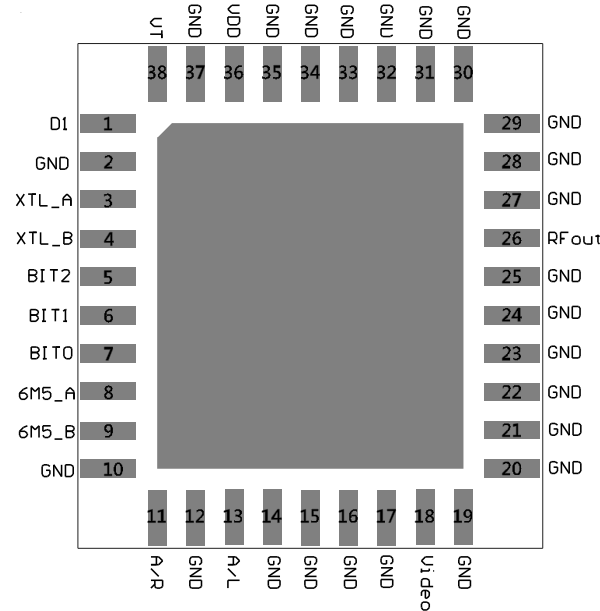 VT GND VDD GND GND GND GND GND GND
38 37 36 35 34 33 32 31 30
D1 1 29 GND
GND 2 28 GND
XTL_A 3 27 GND
XTL_B 4 26 RFout
BIT2 5 25 GND
BIT1 6 24 GND
BIT0 7 23 GND
6M5_A 8 22 GND
6M5_B 9 21 GND
GND 10 20 GND
11 12 13 14 15 16 17 18 19
A/R GND A/L GND GND GND GND Video GND